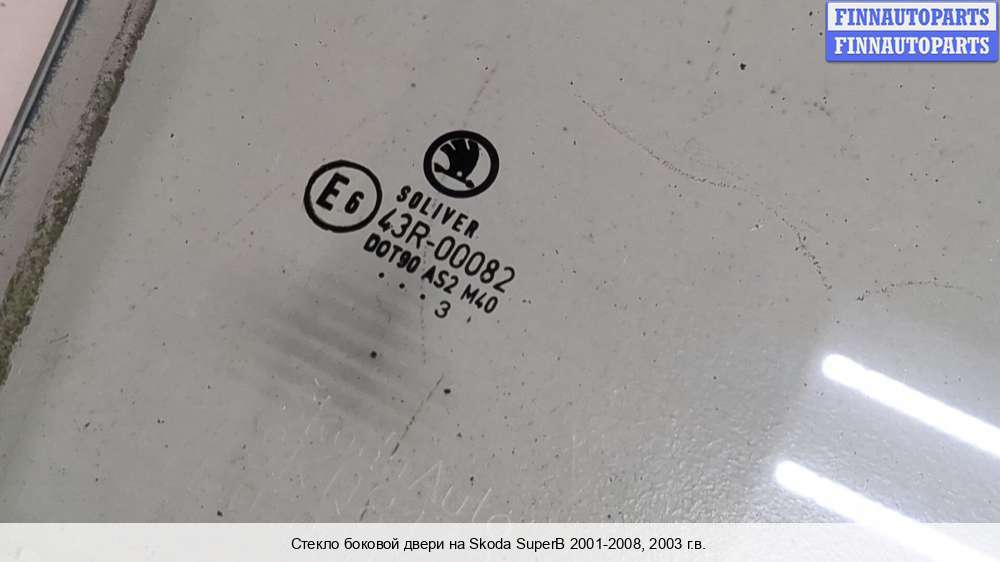 FINNAUTOPARTS
FINNAUTOPARTS
E6
SOLIVER
43R-00082
DOT90 AS2 M40
. . . 3
Стекло боковой двери на Skoda SuperB 2001-2008, 2003 г.в.